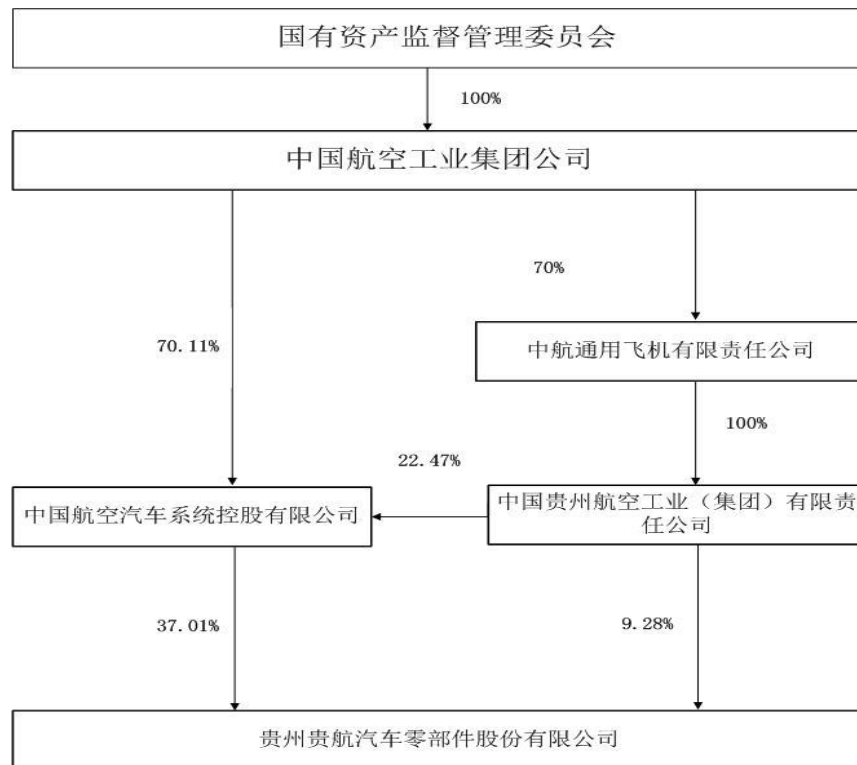 国有资产监督管理委员会
100%
中国航空工业集团公司
70%
70.11%
中航通用飞机有限责任公司
100%
22.47%
中国航空汽车系统控股有限公司
中国贵州航空工业（集团）有限责
任公司
37.01%
9.28%
贵州贵航汽车零部件股份有限公司